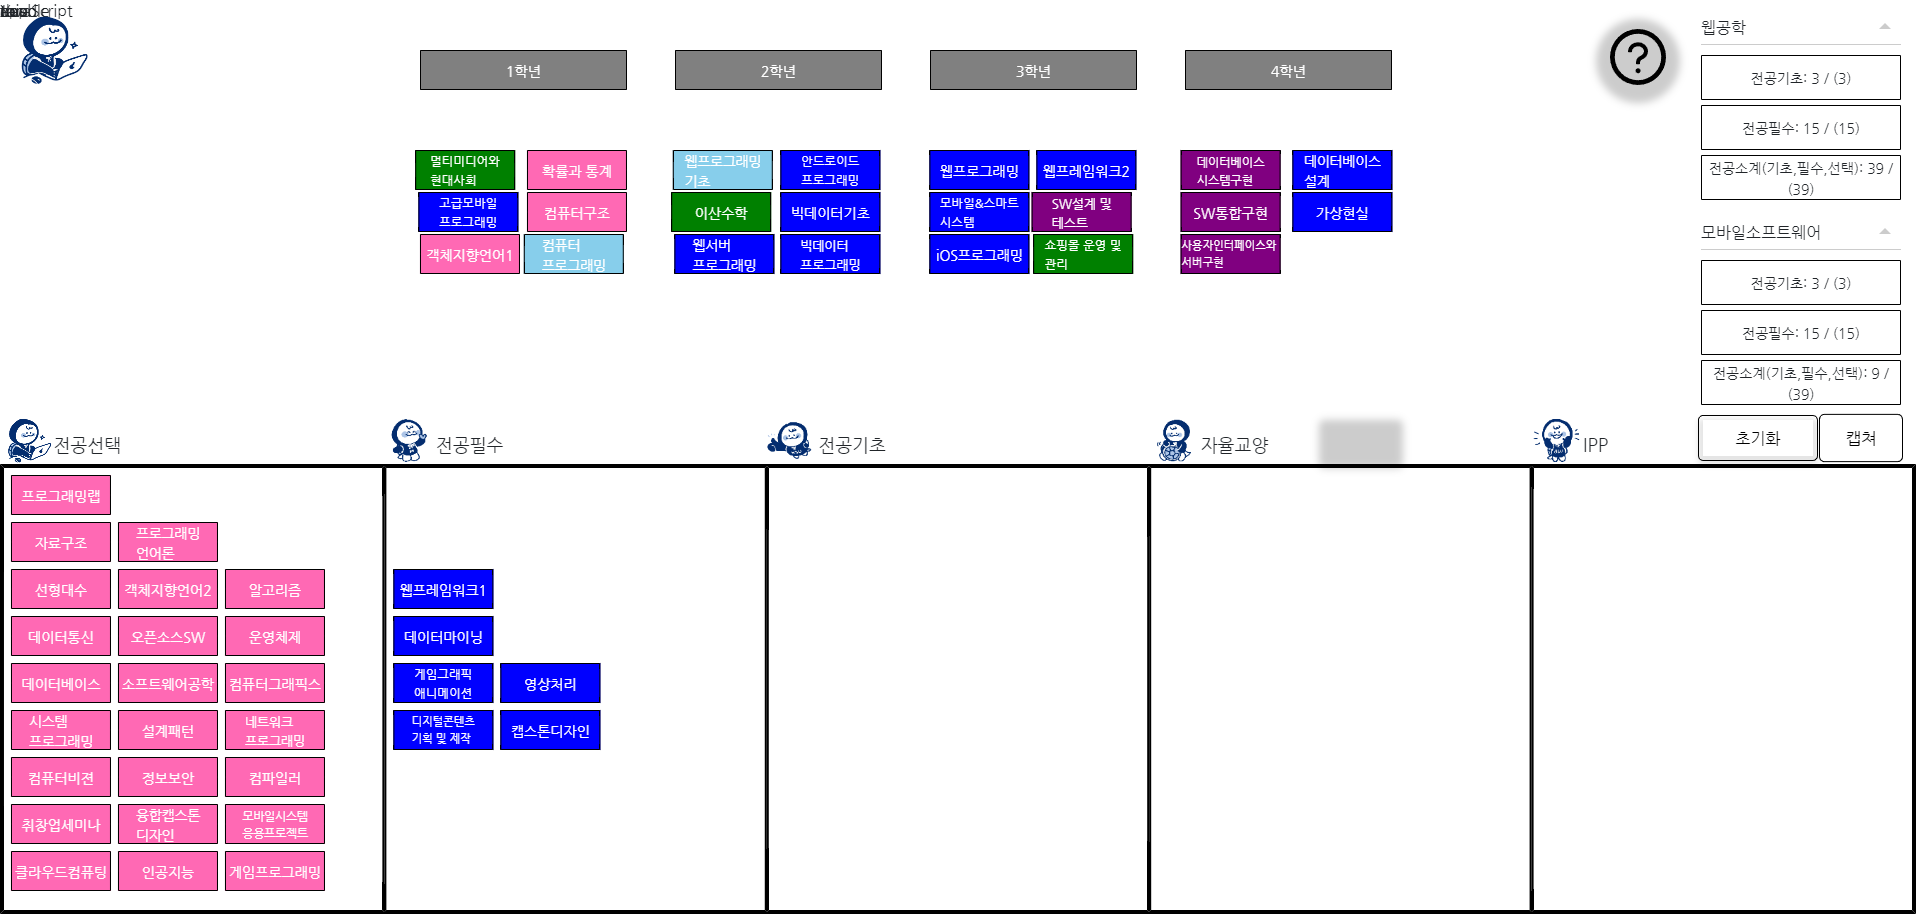 1학년
2학년
3학년
4학년
멀티미디어와
현대사회
확률과 통계
고급모바일
프로그래밍
컴퓨터구조
객체지향언어1
컴퓨터
프로그래밍
웹프로그래밍
기초
안드로이드
프로그래밍
이산수학
빅데이터기초
웹서버
프로그래밍
빅데이터
프로그래밍
웹프로그래밍
웹프레임워크2
모바일&스마트
시스템
SW설계 및
테스트
iOS프로그래밍
쇼핑몰 운영 및
관리
데이터베이스
시스템구현
데이터베이스
설계
SW통합구현
가상현실
사용자인터페이스와
서버구현
?
웹공학
전공기초: 3 / (3)
전공필수: 15 / (15)
전공소계(기초,필수,선택): 39 /
(39)
모바일소프트웨어
전공기초: 3 / (3)
전공필수: 15 / (15)
전공소계(기초,필수,선택): 9 /
(39)
초기화
캡쳐
전공선택
전공필수
전공기초
자율교양
IPP
프로그래밍랩
자료구조
프로그래밍
언어론
선형대수
객체지향언어2
알고리즘
데이터통신
오픈소스SW
운영체제
데이터베이스
소프트웨어공학
컴퓨터그래픽스
시스템
프로그래밍
설계패턴
네트워크
프로그래밍
컴퓨터비젼
정보보안
컴파일러
취창업세미나
융합캡스톤
디자인
모바일시스템
응용프로젝트
클라우드컴퓨팅
인공지능
게임프로그래밍
웹프레임워크1
데이터마이닝
게임그래픽
애니메이션
영상처리
디지털콘텐츠
기획 및 제작
캡스톤디자인